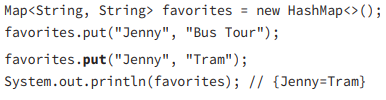 Map<String, String> favorites = new HashMap<>();
favorites.put("Jenny", "Bus Tour");
favorites.put("Jenny", "Tram");
System.out.println(favorites); // {Jenny=Tram}